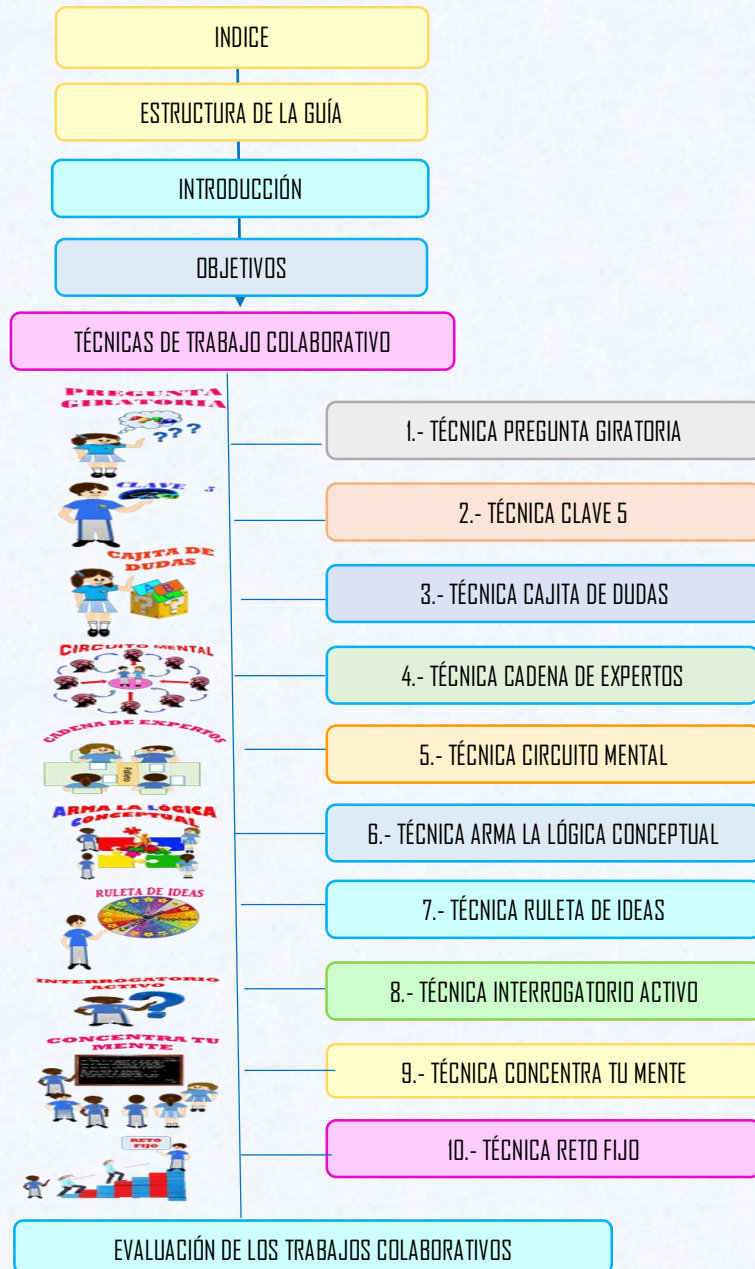 INDICE
ESTRUCTURA DE LA GUÍA
INTRODUCCIÓN
OBJETIVOS
TÉCNICAS DE TRABAJO COLABORATIVO
PREGUNTA
GIRATORIA
???
1.- TÉCNICA PREGUNTA GIRATORIA
CLAVE 5
2.- TÉCNICA CLAVE 5
CAJITA DE
DUDAS
3.- TÉCNICA CAJITA DE DUDAS
CIRCUITO MENTAL
4.- TÉCNICA CADENA DE EXPERTOS
CADENA DE EXPERTOS
5.- TÉCNICA CIRCUITO MENTAL
ARMA LA LÓGICA
CONCEPTUAL
6.- TÉCNICA ARMA LA LÓGICA CONCEPTUAL
RULETA DE IDEAS
7.- TÉCNICA RULETA DE IDEAS
INTERROGATORIO
ACTIVO
?
8.- TÉCNICA INTERROGATORIO ACTIVO
CONCENTRA TU
MENTE
9.- TÉCNICA CONCENTRA TU MENTE
RETO
FIJO
10.- TÉCNICA RETO FIJO
EVALUACIÓN DE LOS TRABAJOS COLABORATIVOS